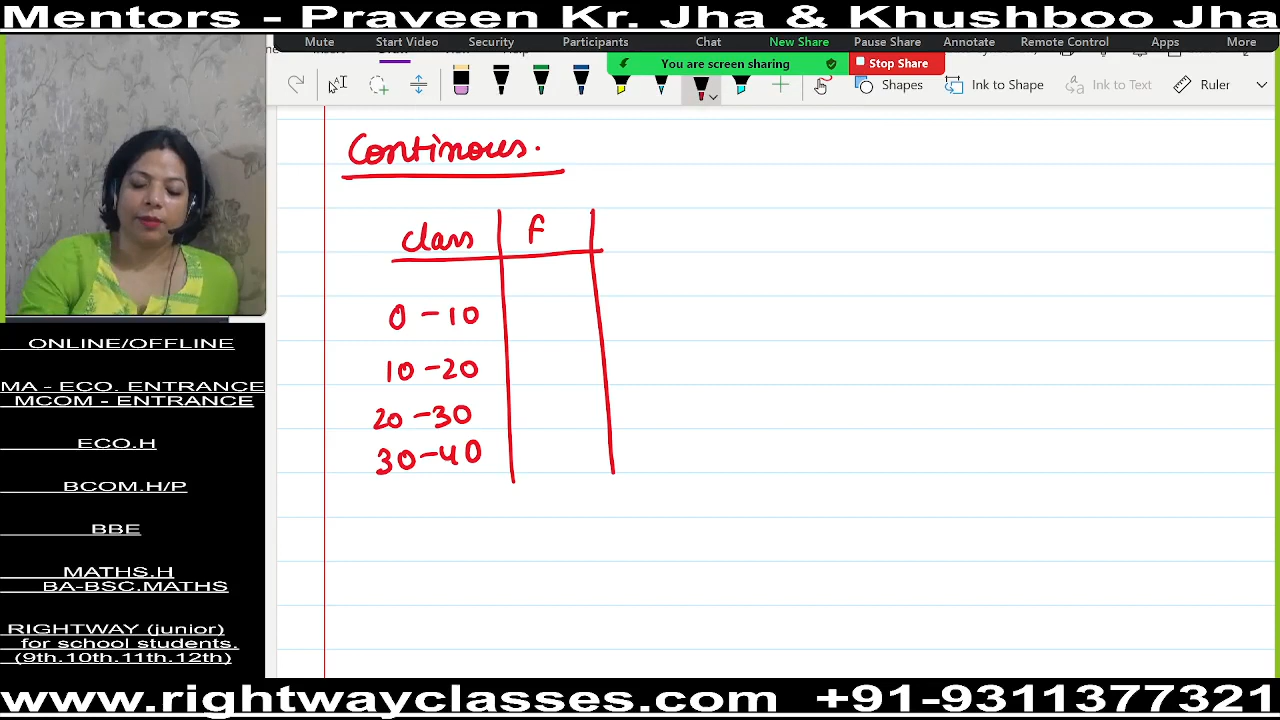 Mentors - Praveen Kr. Jha & Khushboo Jha
Mute Start Video Security Participants Chat New Share Pause Share Annotate Remote Control Apps More
You are screen sharing Stop Share
Shapes Ink to Shape Ink to Text Ruler
Continous.
class F
0 - 10
10 - 20
20 - 30
30 - 40
ONLINE/OFFLINE
MA - ECO. ENTRANCE
MCOM - ENTRANCE
ECO.H
BCOM.H/P
BBE
MATHS.H
BA-BSC.MATHS
RIGHTWAY (junior)
for school students.
(9th.10th.11th.12th)
www.rightwayclasses.com +91-9311377321